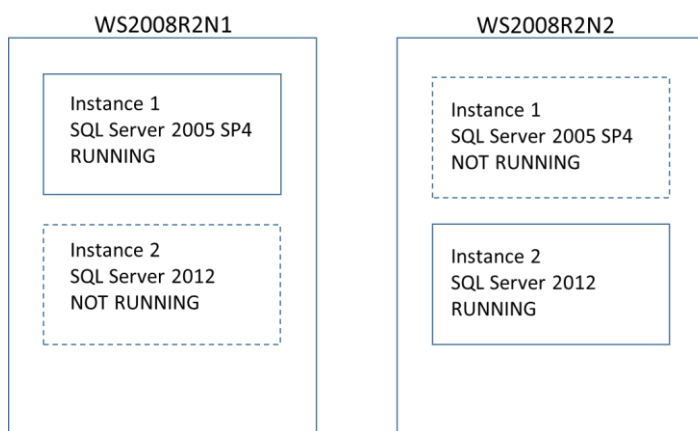 WS2008R2N1
Instance 1
SQL Server 2005 SP4
RUNNING
Instance 2
SQL Server 2012
NOT RUNNING
WS2008R2N2
Instance 1
SQL Server 2005 SP4
NOT RUNNING
Instance 2
SQL Server 2012
RUNNING